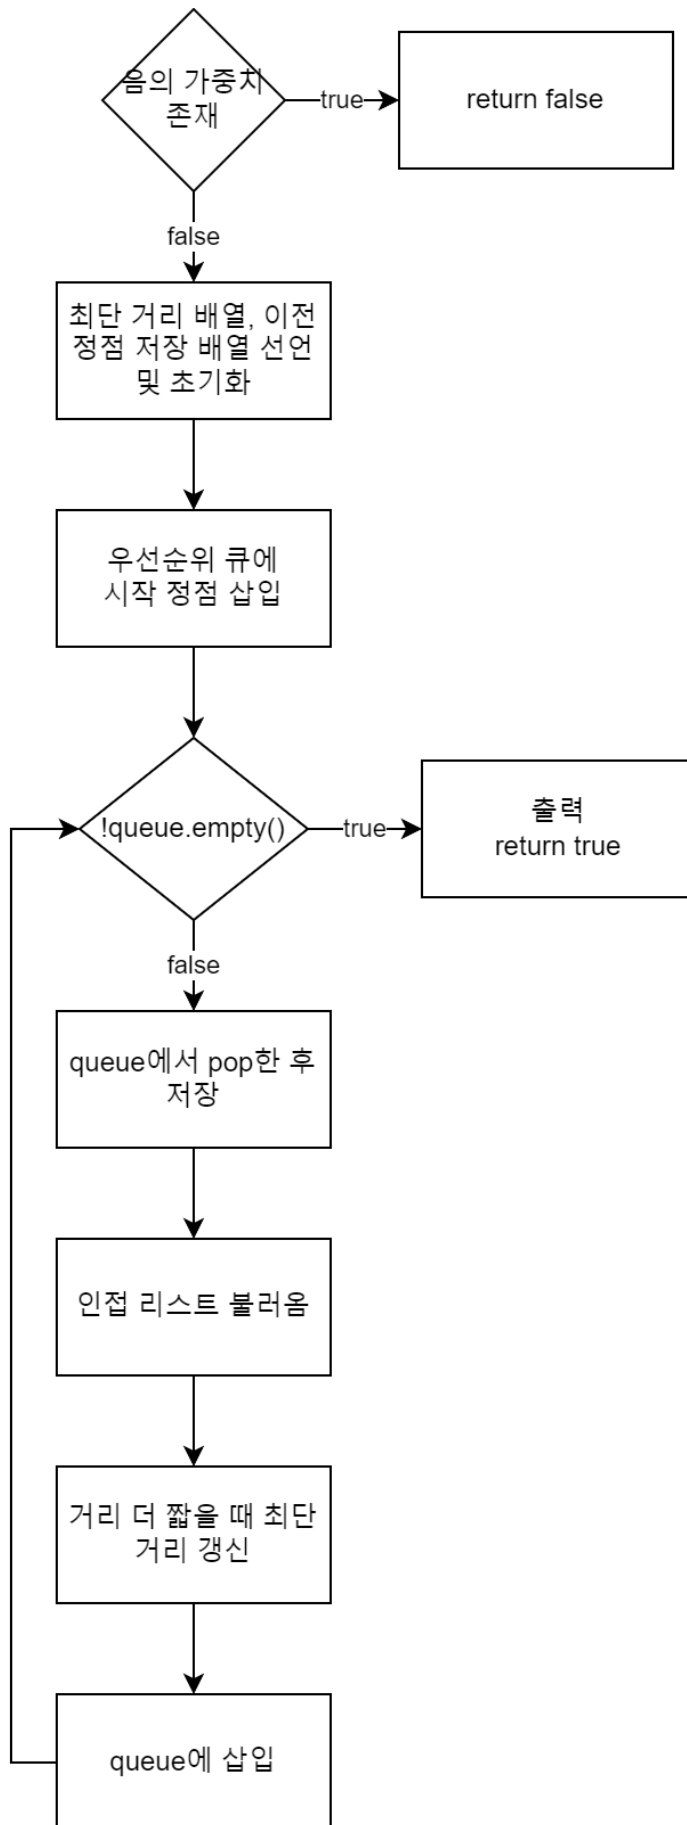 음의 가중치
존재
true
return false
false
최단 거리 배열, 이전
정점 저장 배열 선언
및 초기화
우선순위 큐에
시작 정점 삽입
!queue.empty()
true
출력
return true
false
queue에서 pop한 후
저장
인접 리스트 불러옴
거리 더 짧을 때 최단
거리 갱신
queue에 삽입